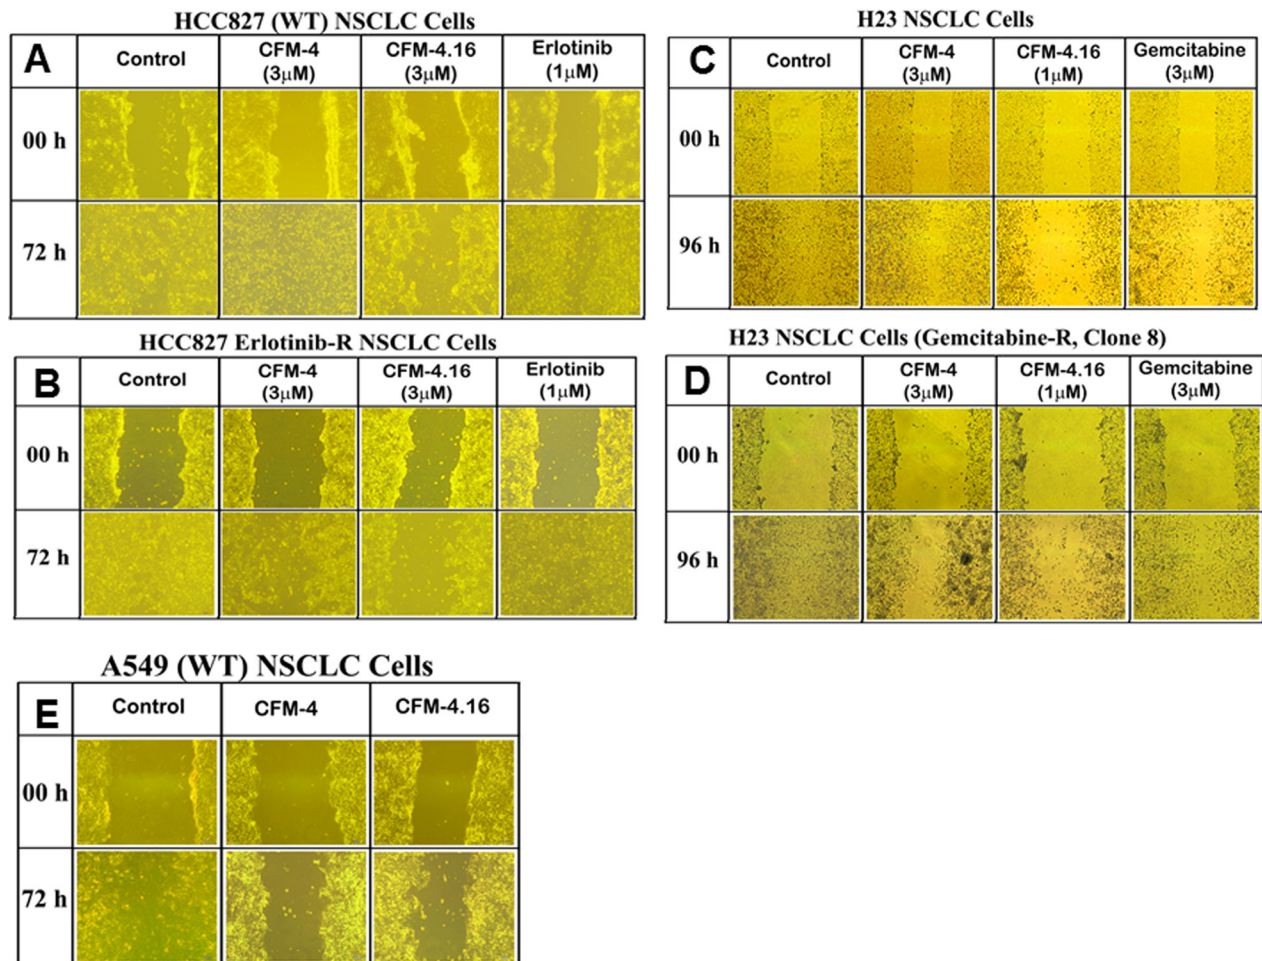 HCC827 (WT) NSCLC Cells
A
Control
CFM-4
(3μM)
CFM-4.16
(3μM)
Erlotinib
(1μM)
00 h
72 h
HCC827 Erlotinib-R NSCLC Cells
B
Control
CFM-4
(3μM)
CFM-4.16
(3μM)
Erlotinib
(1μM)
00 h
72 h
H23 NSCLC Cells
C
Control
CFM-4
(3μM)
CFM-4.16
(1μM)
Gemcitabine
(3μM)
00 h
96 h
H23 NSCLC Cells (Gemcitabine-R, Clone 8)
D
Control
CFM-4
(3μM)
CFM-4.16
(1μM)
Gemcitabine
(3μM)
00 h
96 h
A549 (WT) NSCLC Cells
E
Control
CFM-4
CFM-4.16
00 h
72 h